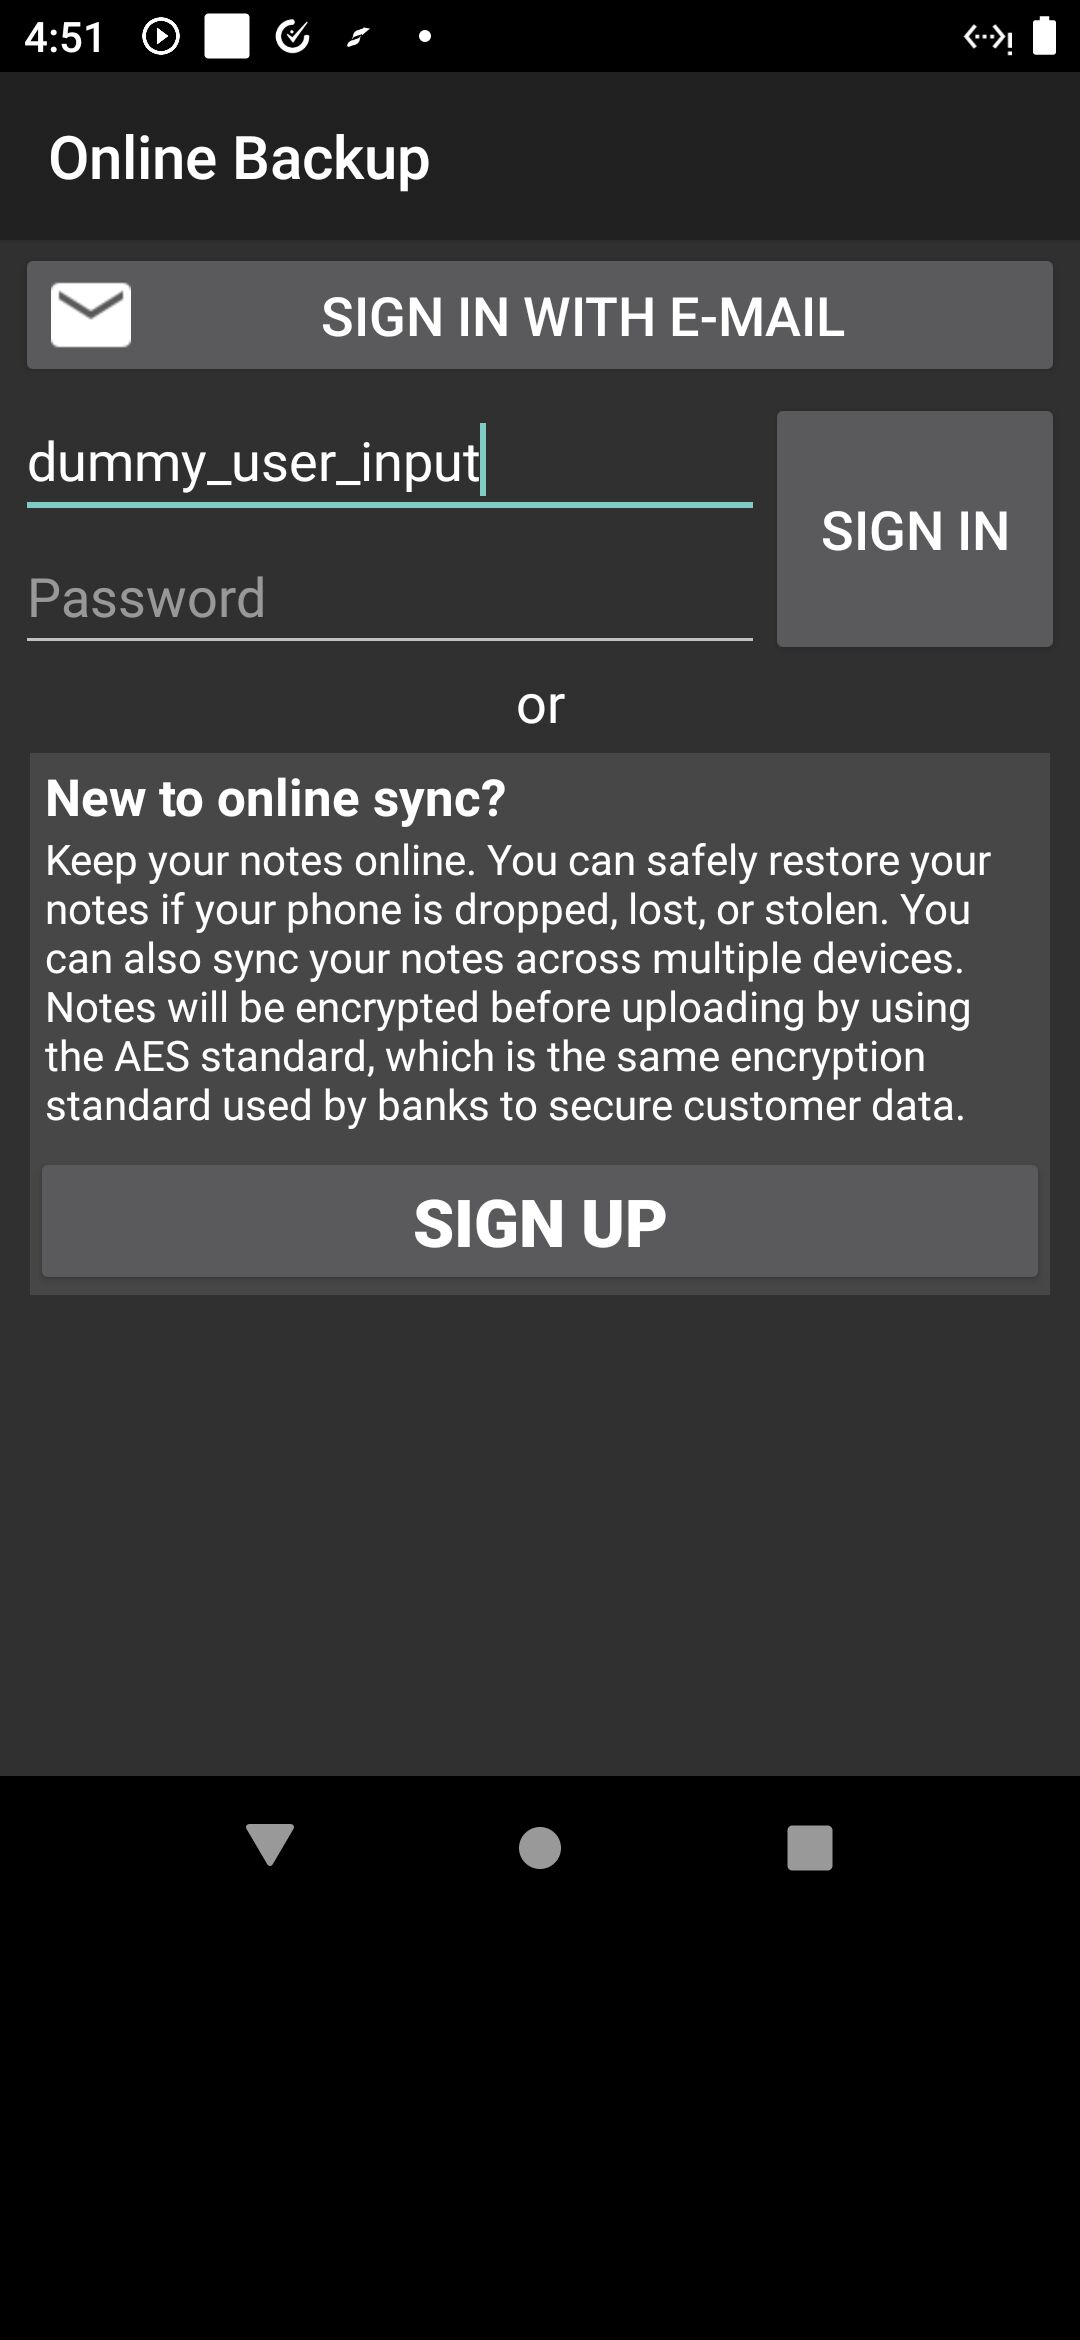 4:51
Online Backup
SIGN IN WITH E-MAIL
dummy_user_input
SIGN IN
Password
or
New to online sync?
Keep your notes online. You can safely restore your
notes if your phone is dropped, lost, or stolen. You
can also sync your notes across multiple devices.
Notes will be encrypted before uploading by using
the AES standard, which is the same encryption
standard used by banks to secure customer data.
SIGN UP